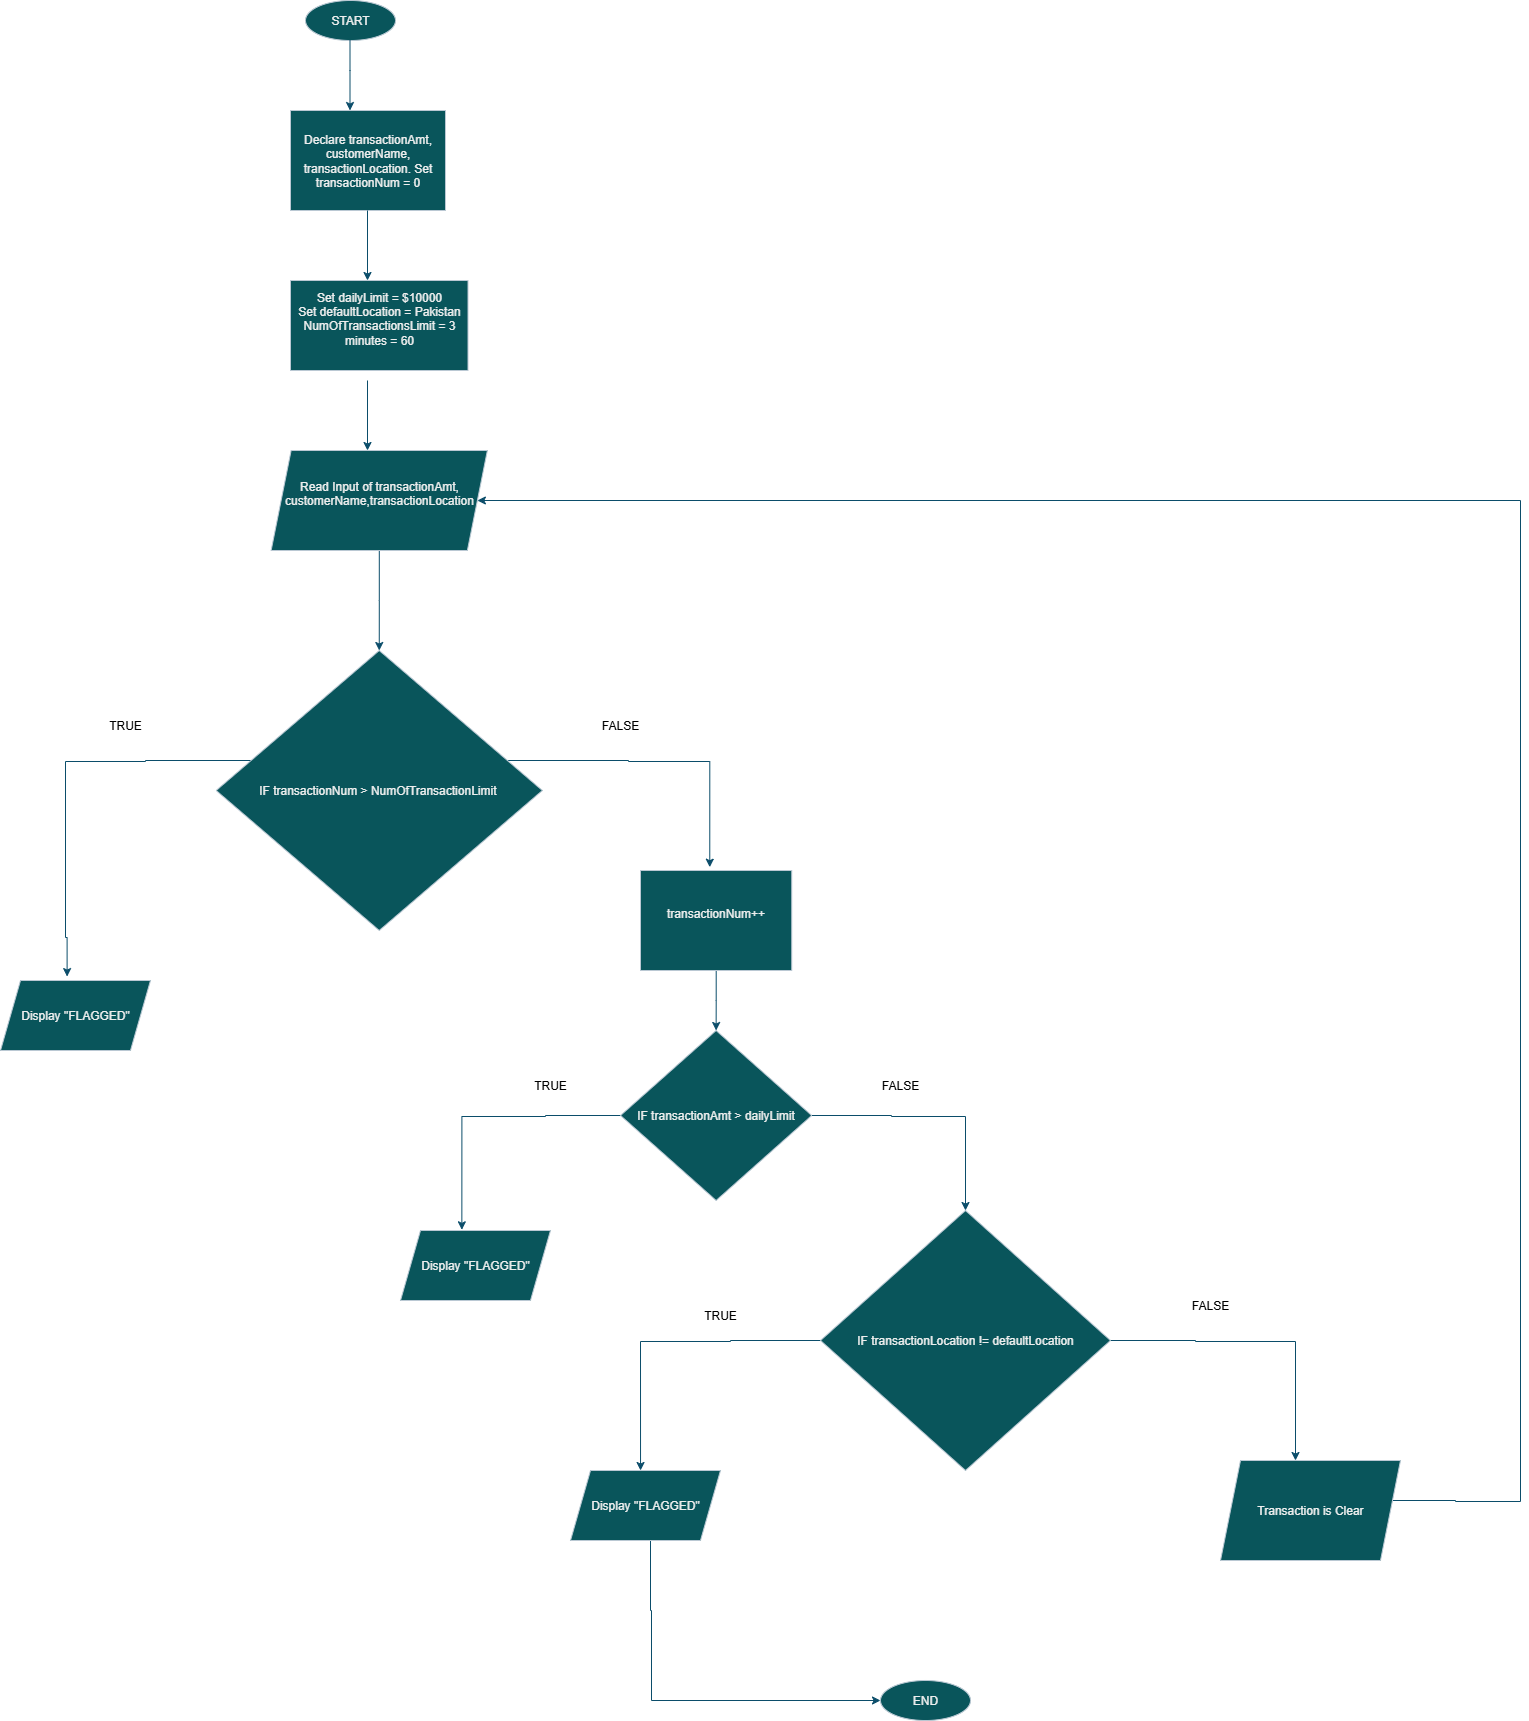 START
Declare transactionAmt,
customerName,
transactionLocation. Set
transactionNum = 0
Set dailyLimit = $10000
Set defaultLocation = Pakistan
NumOfTransactionsLimit = 3
minutes = 60
Read Input of transactionAmt,
customerName,transactionLocation
TRUE
FALSE
IF transactionNum > NumOfTransactionLimit
transactionNum++
Display "FLAGGED"
TRUE
FALSE
IF transactionAmt > dailyLimit
Display "FLAGGED"
TRUE
FALSE
IF transactionLocation != defaultLocation
Display "FLAGGED"
Transaction is Clear
END